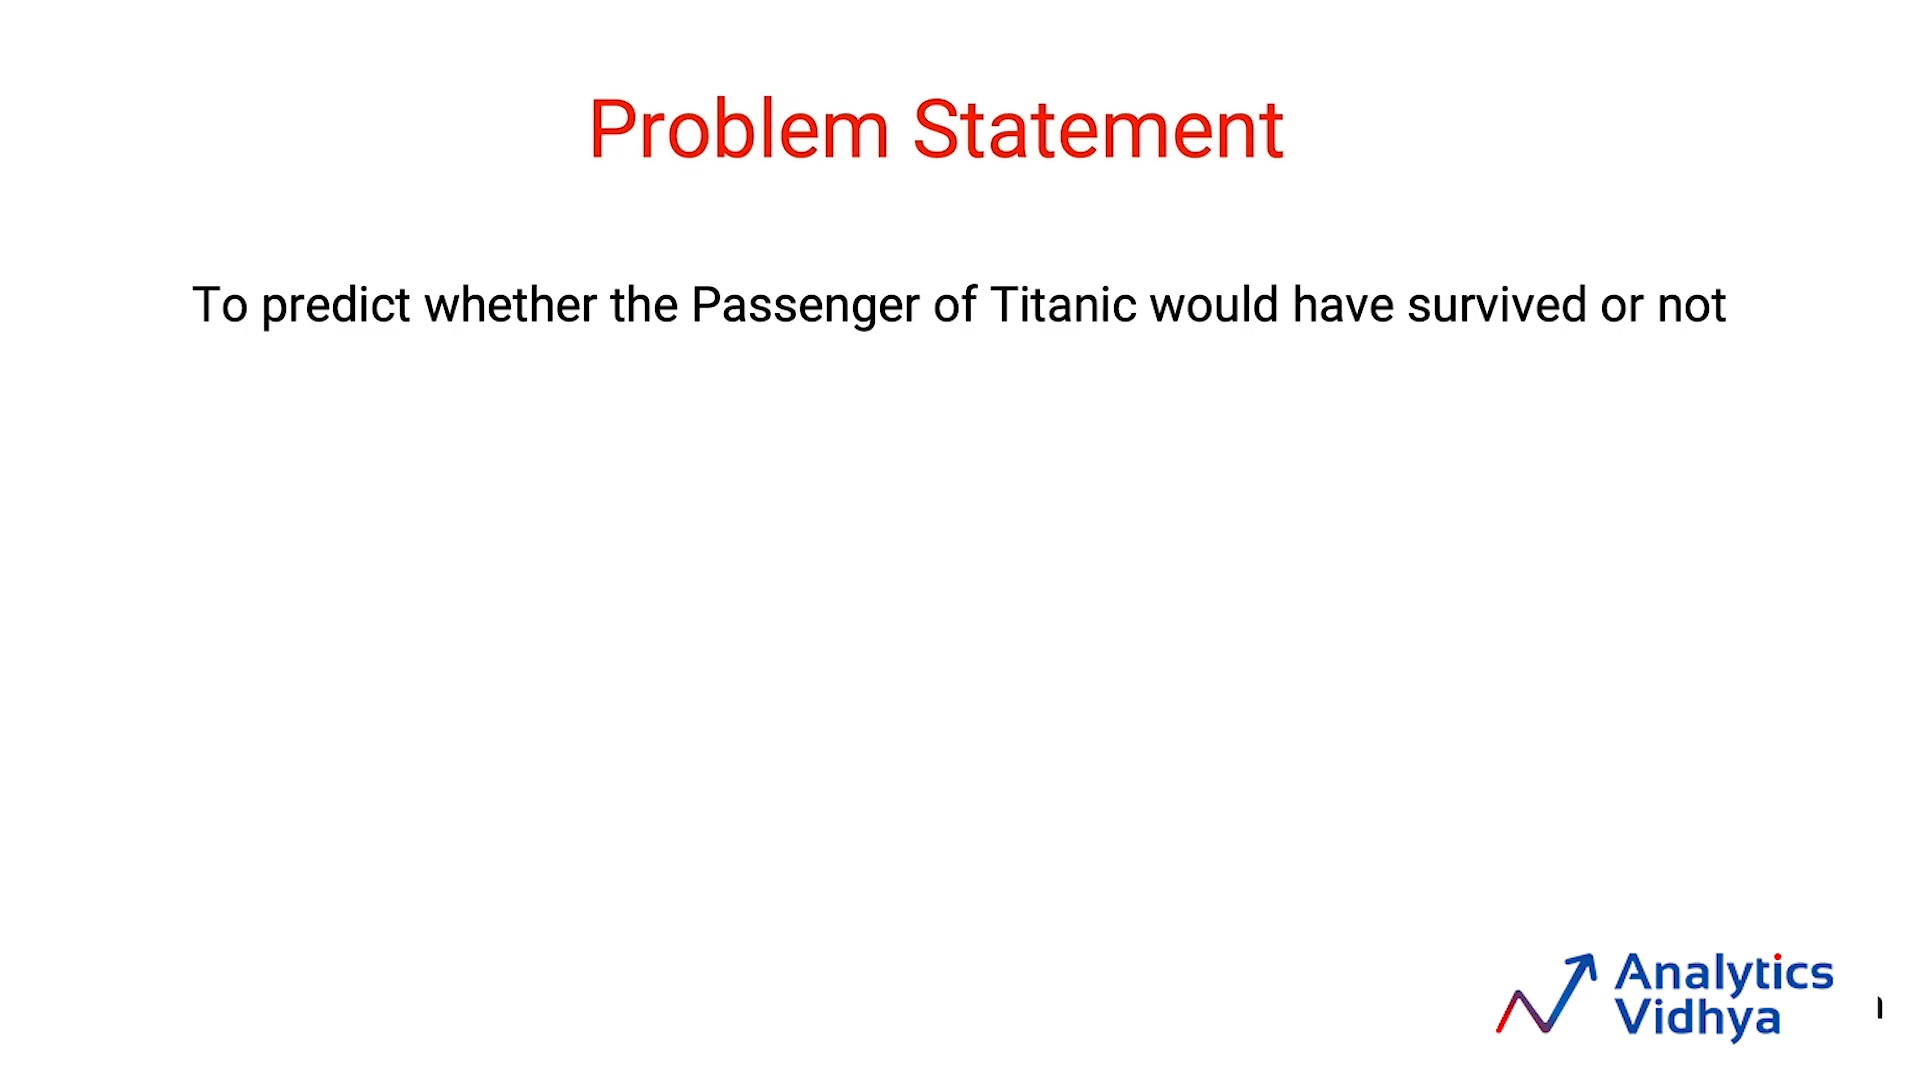 Problem Statement
To predict whether the Passenger of Titanic would have survived or not
Analytics
Vidhya